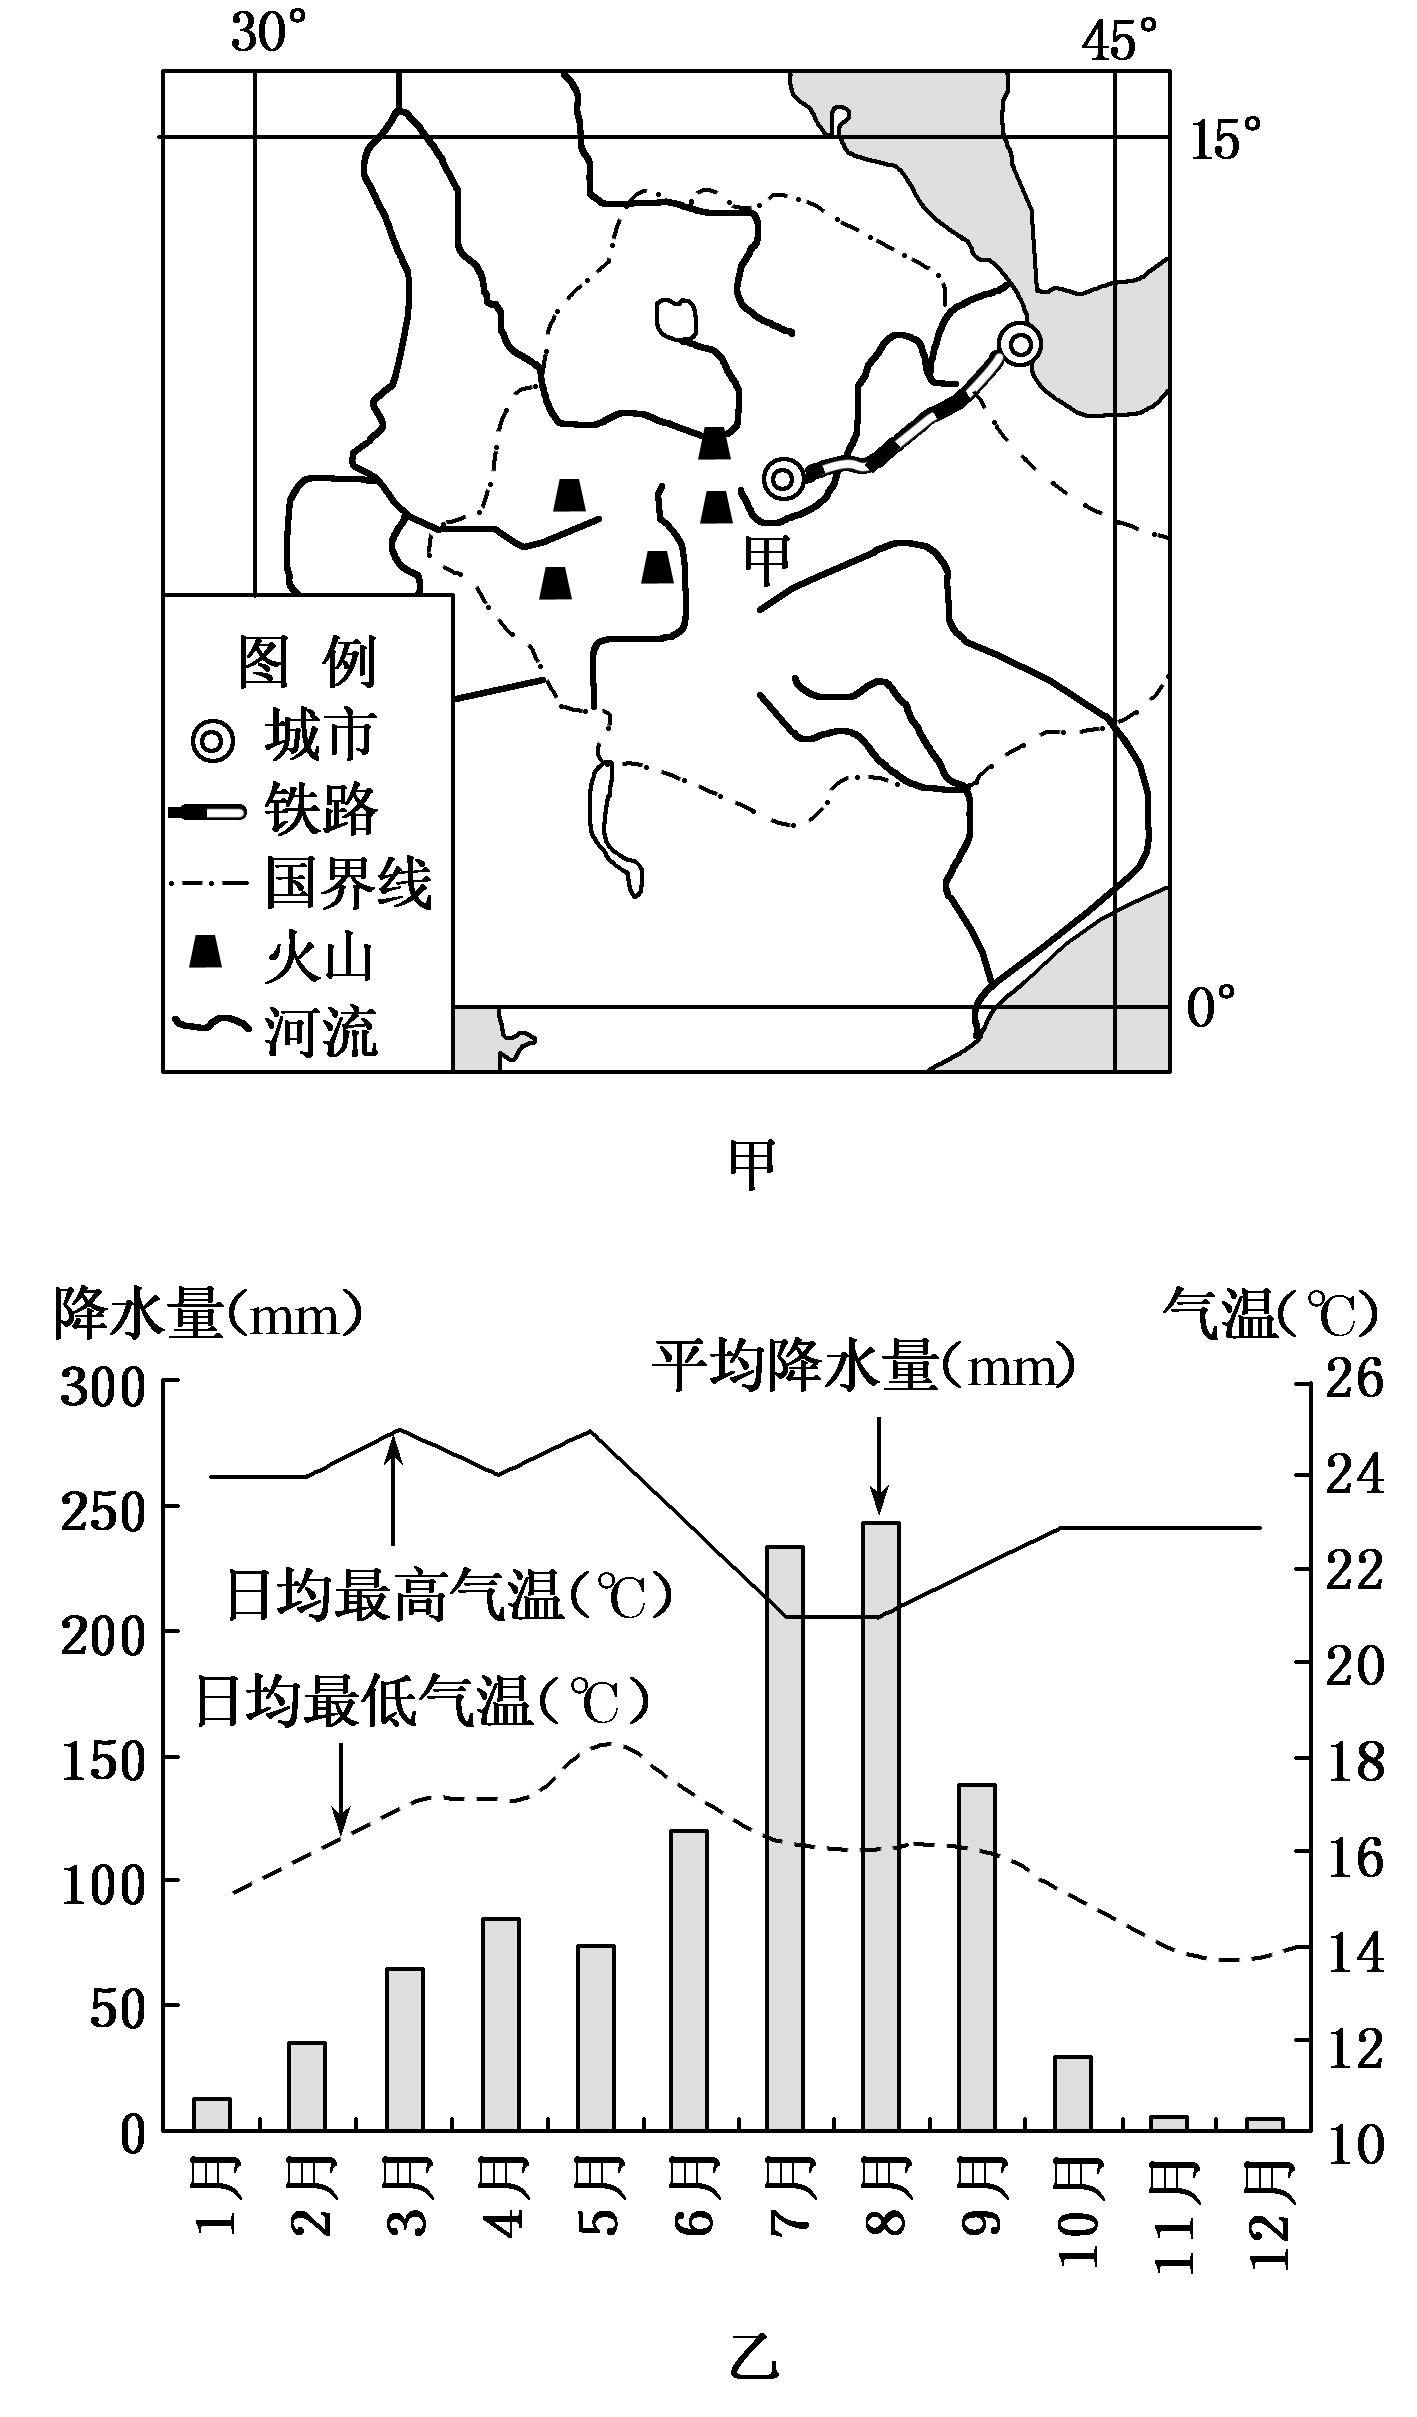 30°
45°
15°
甲
图 例
城市
铁路
国界线
火山
河流
0°
甲
降水量(mm)
气温(℃)
平均降水量(mm)
300
250
200
150
100
50
0
26
24
22
20
18
16
14
12
10
日均最高气温(℃)
日均最低气温(℃)
1月
2月
3月
4月
5月
6月
7月
8月
9月
10月
11月
12月
乙